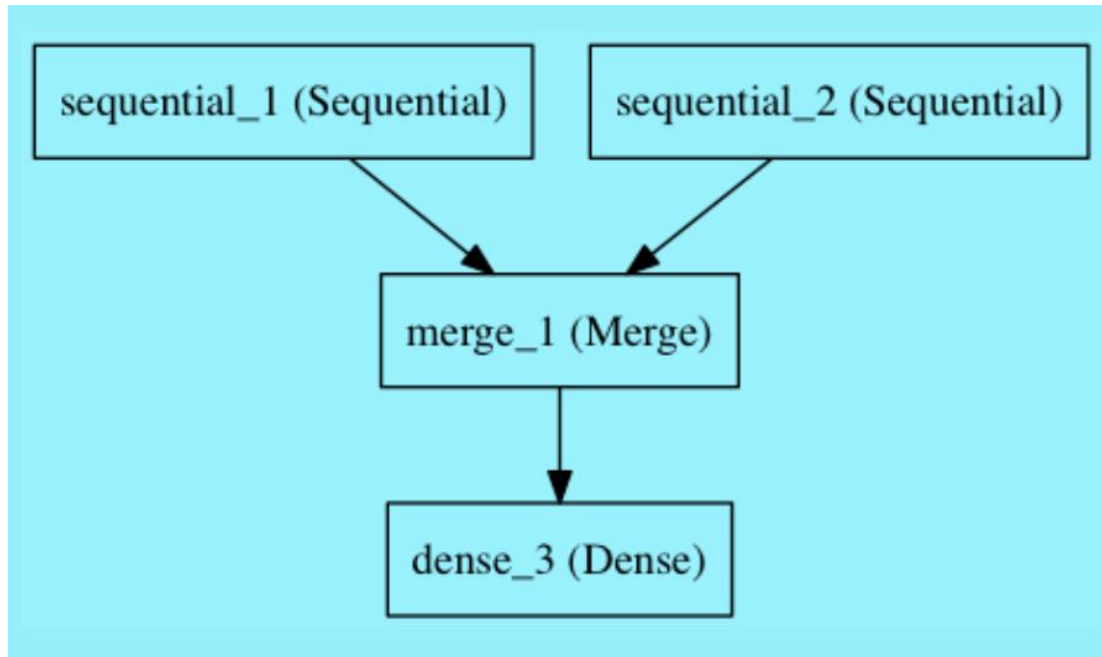 sequential_1 (Sequential)
sequential_2 (Sequential)
merge_1 (Merge)
dense_3 (Dense)